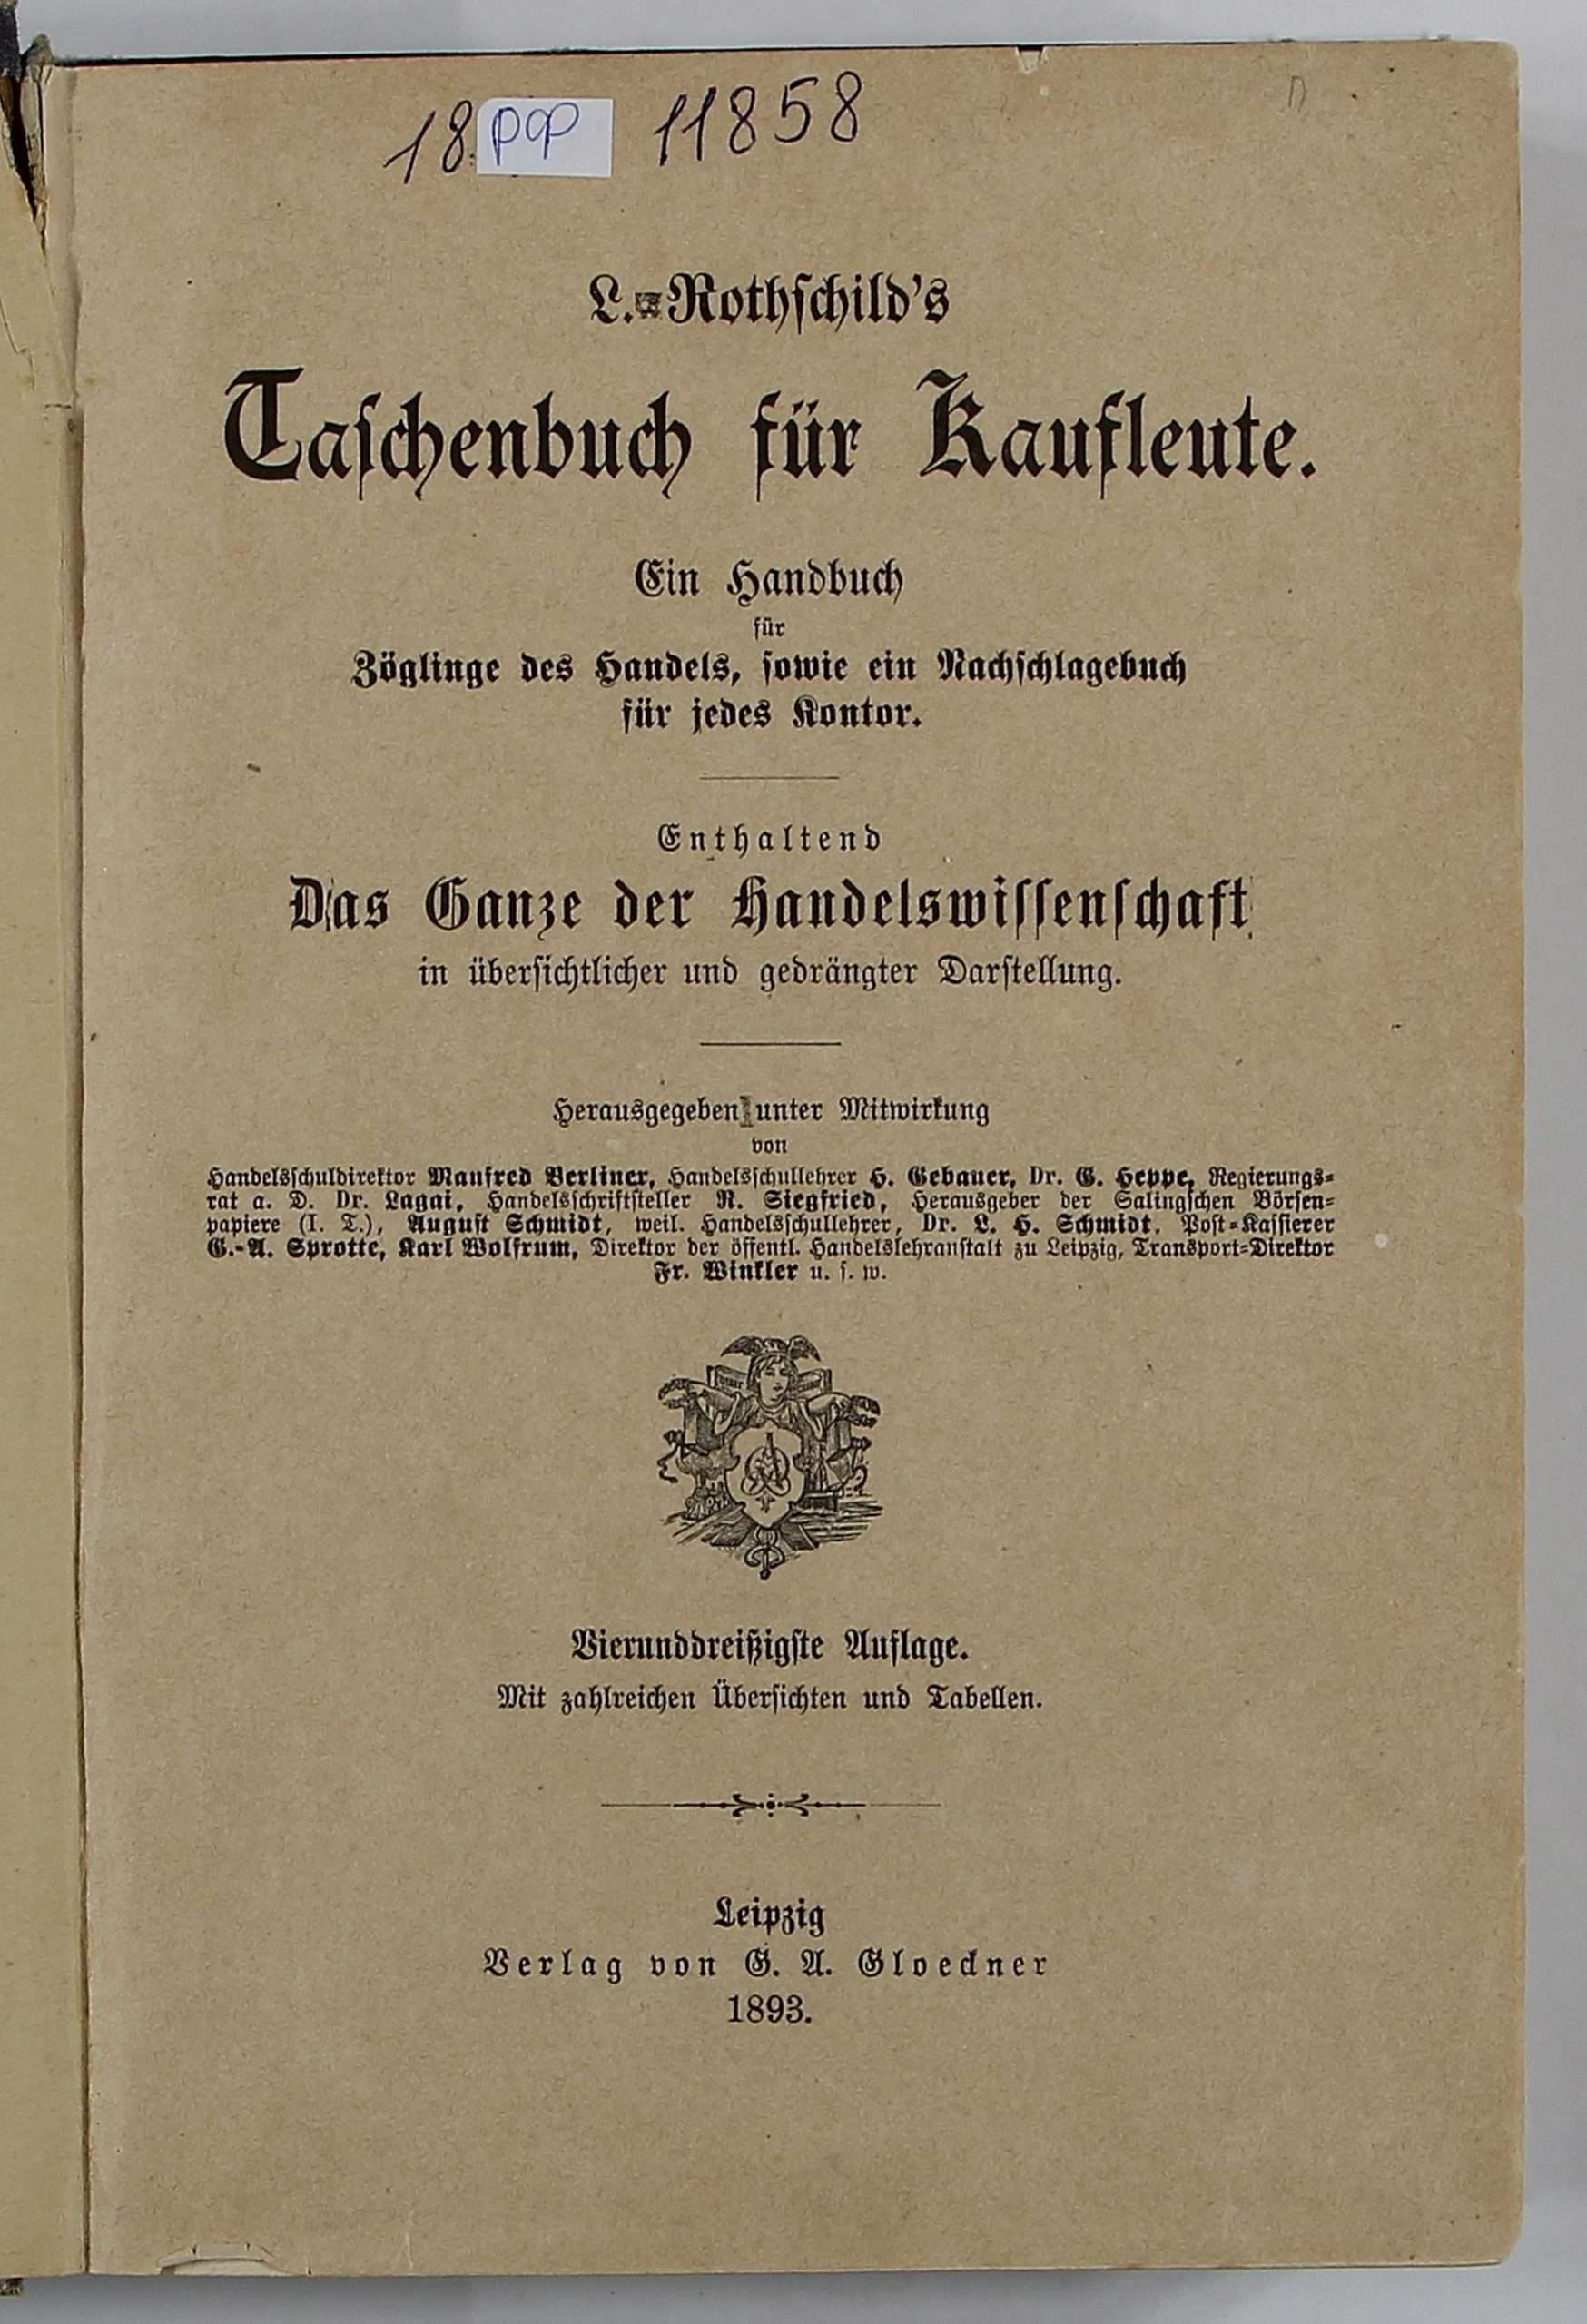 18 РФ 11858
L. Rothschild's
Taschenbuch für Kaufleute.
Ein Handbuch
für
Zöglinge des Handels, sowie ein Nachschlagebuch
für jedes Kontor.
Enthaltend
Das Ganze der Handelswissenschaft
in übersichtlicher und gedrängter Darstellung.
Herausgegeben unter Mitwirkung
von
Handelsschuldirektor Manfred Berliner, Handelsschullehrer H. Gebauer, Dr. G. Heppe, Regierungs-
rat a. D. Dr. Lagai, Handelsschriftsteller R. Siegfried, Herausgeber der Salingschen Börsen-
papiere (I. T.), August Schmidt, weil. Handelsschullehrer, Dr. L. H. Schmidt, Post-Kassierer
G.-A. Sprotte, Karl Wolfrum, Direktor der öffentl. Handelslehranstalt zu Leipzig, Transport-Direktor
Fr. Winkler u. s. w.
Vierunddreißigste Auflage.
Mit zahlreichen Übersichten und Tabellen.
Leipzig
Verlag von G. A. Gloeckner
1893.